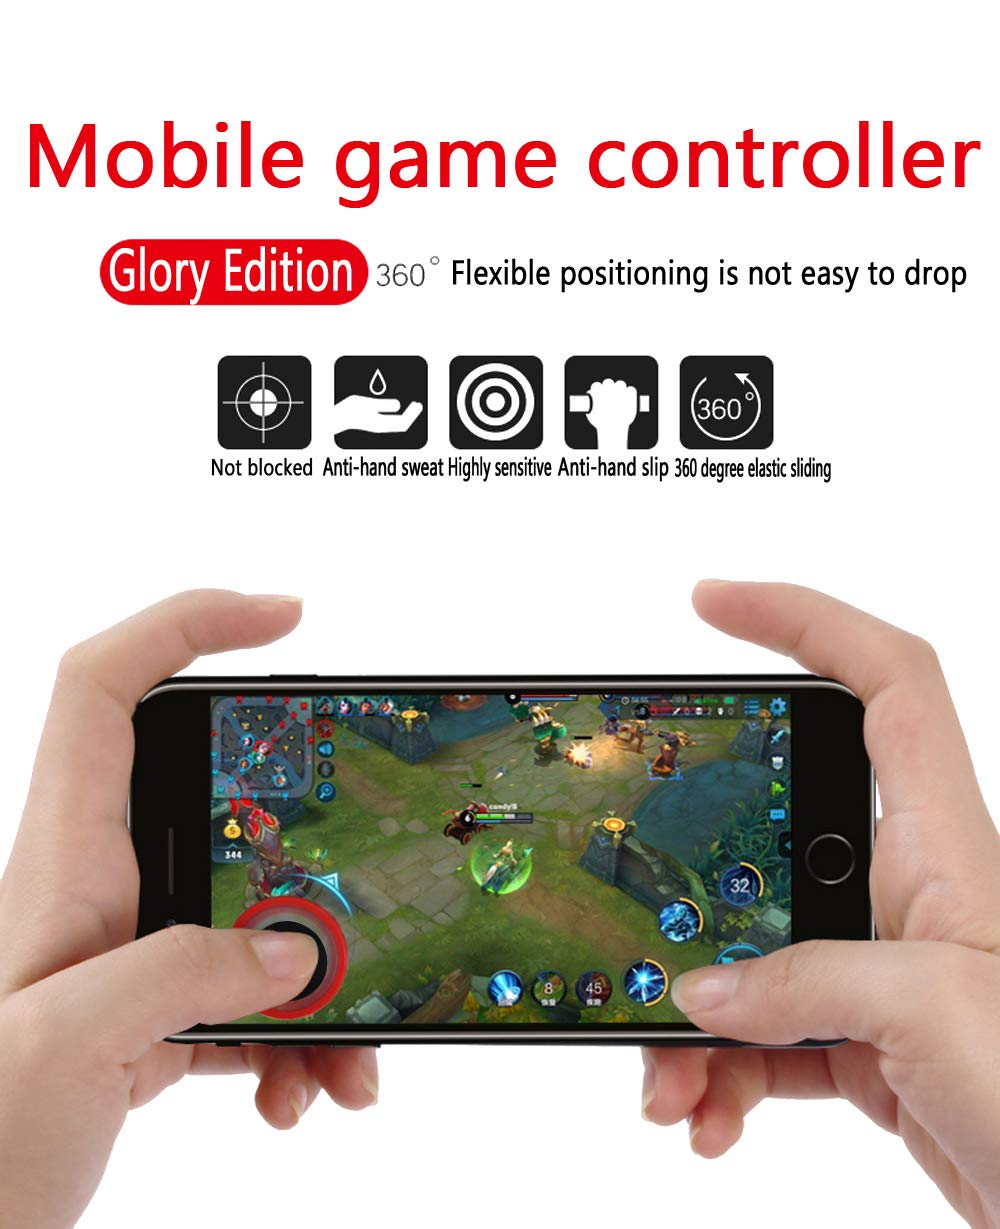 Mobile game controller
Glory Edition 360° Flexible positioning is not easy to drop
360°
Not blocked Anti-hand sweat Highly sensitive Anti-hand slip 360 degree elastic sliding
344
32
8 45